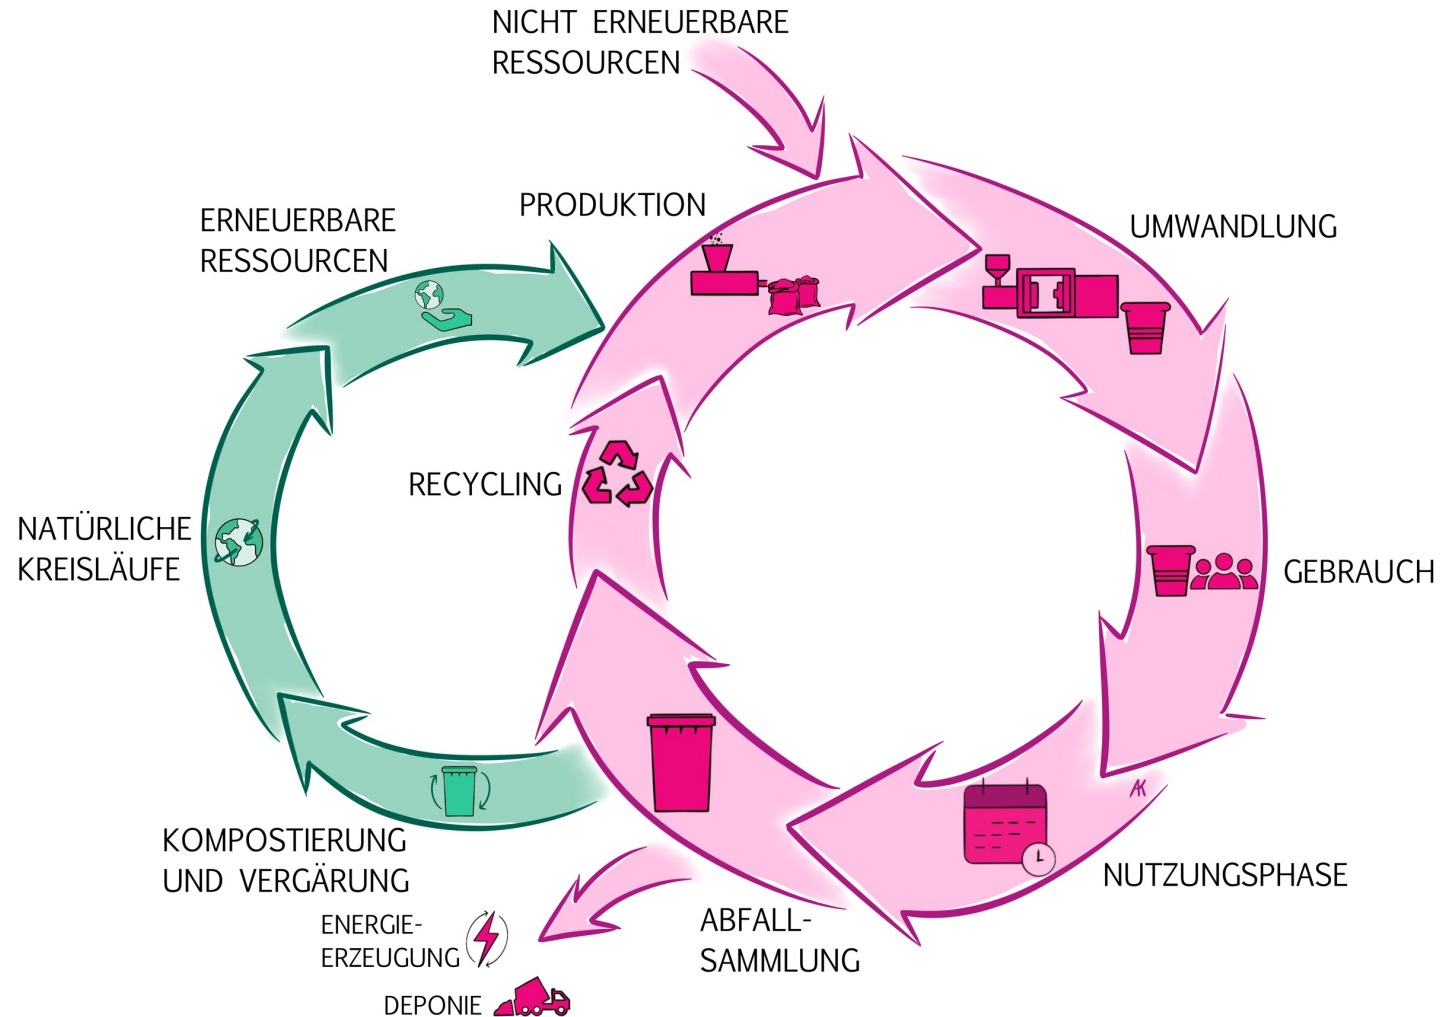 NICHT ERNEUERBARE
RESSOURCEN
PRODUKTION
ERNEUERBARE
RESSOURCEN
UMWANDLUNG
RECYCLING
NATÜRLICHE
KREISLÄUFE
GEBRAUCH
AK
KOMPOSTIERUNG
UND VERGÄRUNG
NUTZUNGSPHASE
ABFALL-
SAMMLUNG
ENERGIE-
ERZEUGUNG
DEPONIE